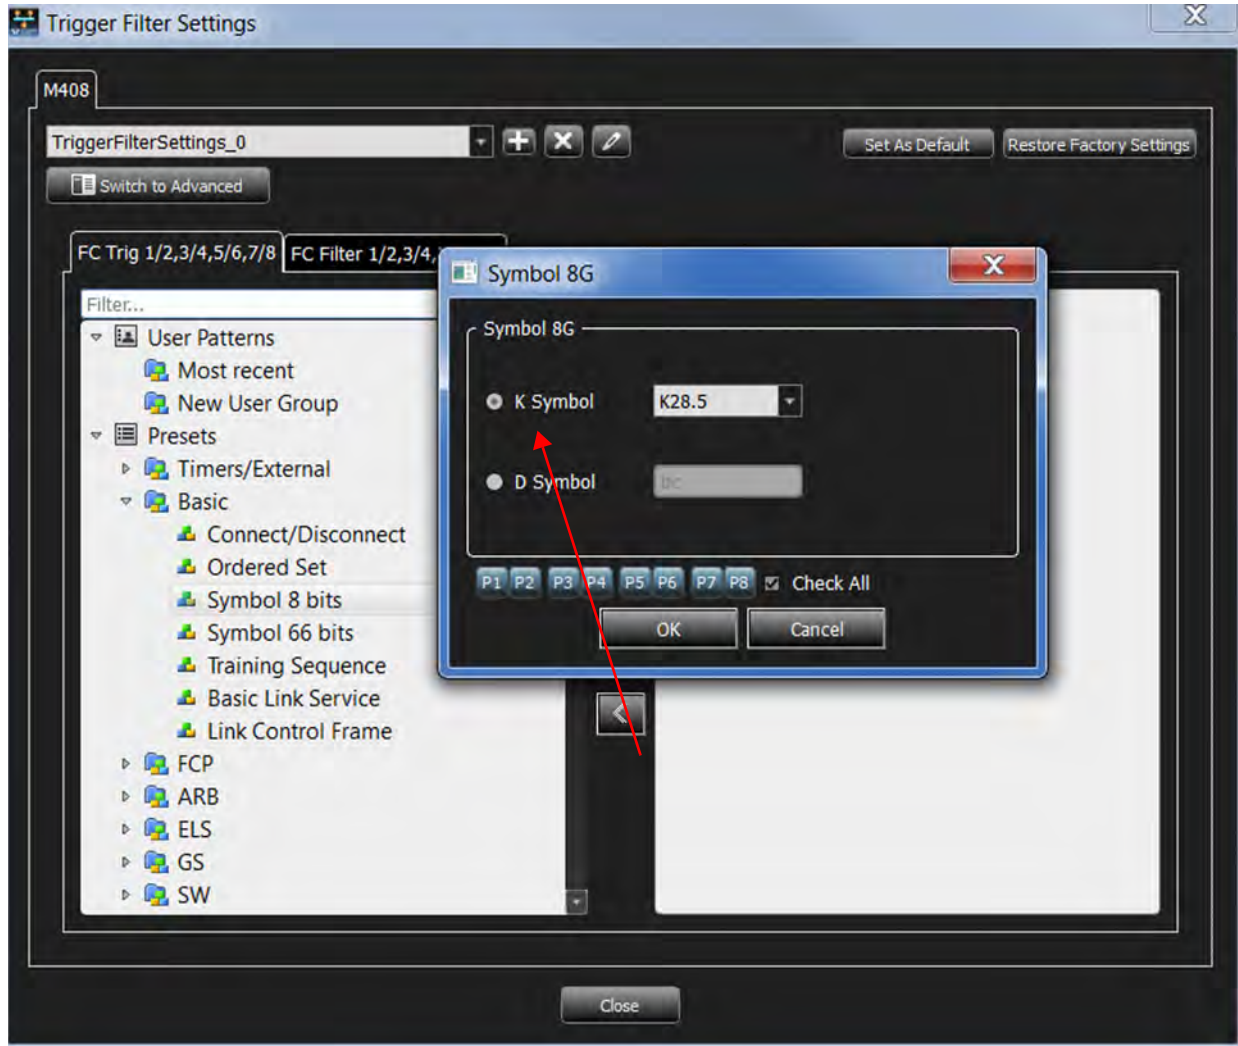 Trigger Filter Settings
M408
TriggerFilterSettings_0
Set As Default
Restore Factory Settings
Switch to Advanced
FC Trig 1/2,3/4,5/6,7/8
FC Filter 1/2,3/4,
Filter...
User Patterns
Most recent
New User Group
Presets
Timers/External
Basic
Connect/Disconnect
Ordered Set
Symbol 8 bits
Symbol 66 bits
Training Sequence
Basic Link Service
Link Control Frame
FCP
ARB
ELS
GS
SW
Symbol 8G
Symbol 8G
K Symbol K28.5
D Symbol bc
P1 P2 P3 P4 P5 P6 P7 P8 Check All
OK Cancel
Close